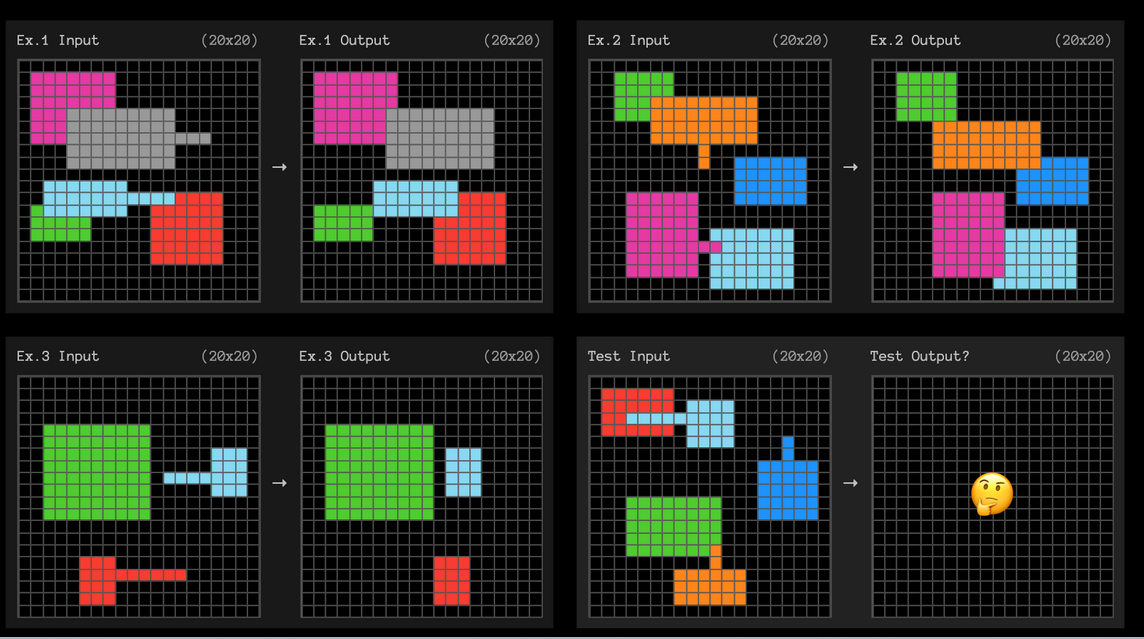 Ex.1 Input (20x20) Ex.1 Output (20x20)
Ex.2 Input (20x20) Ex.2 Output (20x20)
→
→
Ex.3 Input (20x20) Ex.3 Output (20x20)
Test Input (20x20) Test Output? (20x20)
→
→